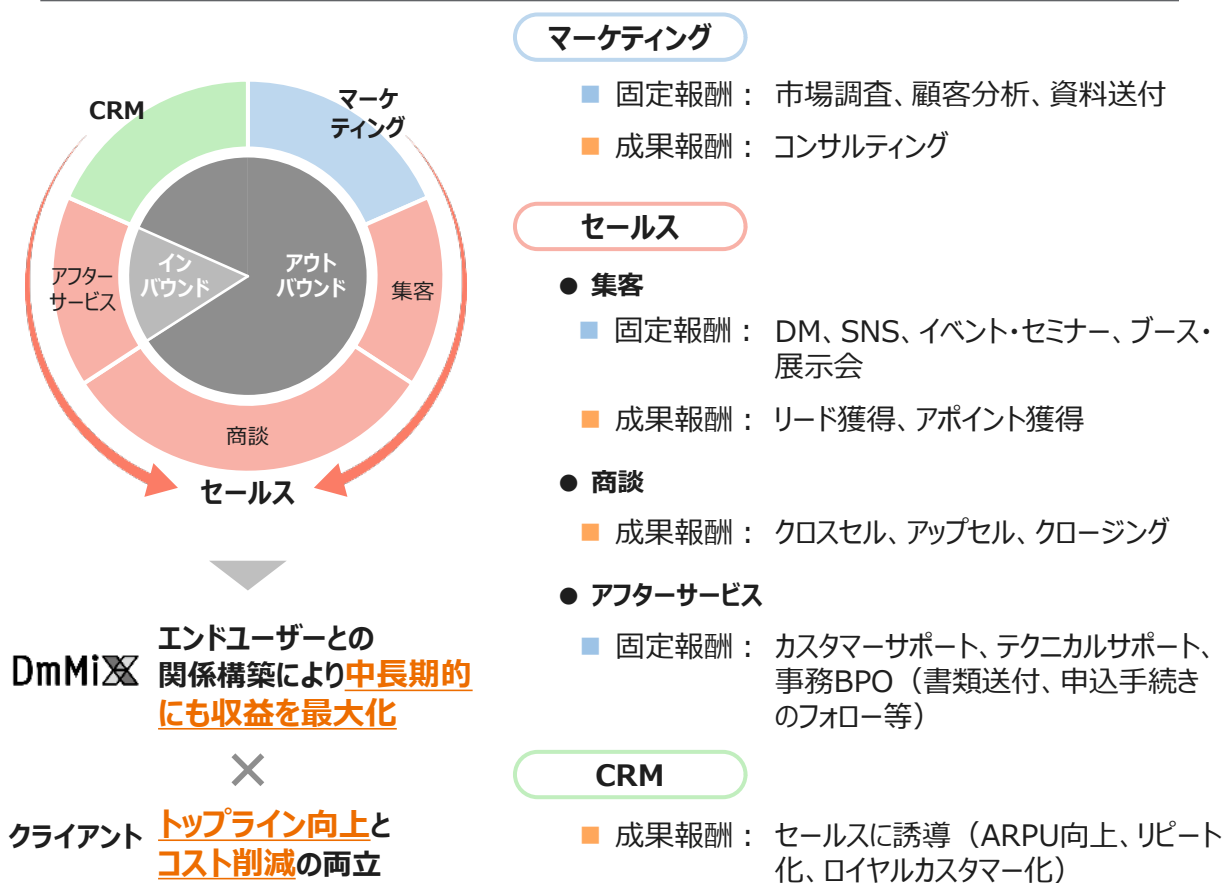 CRM
マーケ
ティング
イン
バウンド
アウト
バウンド
アフター
サービス
集客
商談
セールス
DmMiX
エンドユーザーとの
関係構築により中長期的
にも収益を最大化
×
クライアント
トップライン向上と
コスト削減の両立
マーケティング
■ 固定報酬： 市場調査、顧客分析、資料送付
■ 成果報酬： コンサルティング
セールス
● 集客
■ 固定報酬： DM、SNS、イベント・セミナー、ブース・
展示会
■ 成果報酬： リード獲得、アポイント獲得
● 商談
■ 成果報酬： クロスセル、アップセル、クロージング
● アフターサービス
■ 固定報酬： カスタマーサポート、テクニカルサポート、
事務BPO（書類送付、申込手続き
のフォロー等）
CRM
■ 成果報酬： セールスに誘導（ARPU向上、リピート
化、ロイヤルカスタマー化）